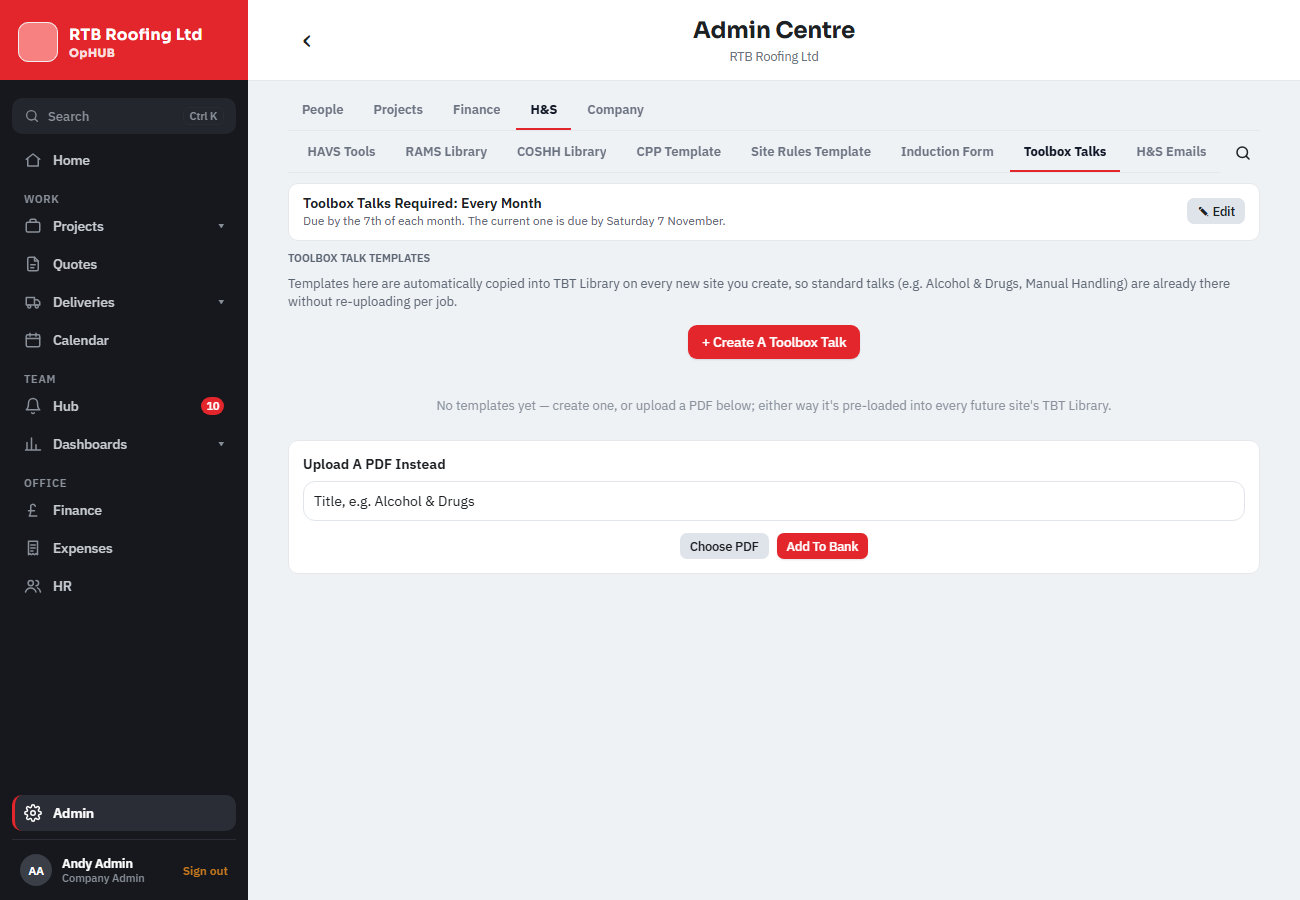 RTB Roofing Ltd
OpHUB
Search
Ctrl K
Home
WORK
Projects
Quotes
Deliveries
Calendar
TEAM
Hub
10
Dashboards
OFFICE
Finance
Expenses
HR
Admin
AA
Andy Admin
Company Admin
Sign out
Admin Centre
RTB Roofing Ltd
People
Projects
Finance
H&S
Company
HAVS Tools
RAMS Library
COSHH Library
CPP Template
Site Rules Template
Induction Form
Toolbox Talks
H&S Emails
Toolbox Talks Required: Every Month
Due by the 7th of each month. The current one is due by Saturday 7 November.
Edit
TOOLBOX TALK TEMPLATES
Templates here are automatically copied into TBT Library on every new site you create, so standard talks (e.g. Alcohol & Drugs, Manual Handling) are already there
without re-uploading per job.
+ Create A Toolbox Talk
No templates yet — create one, or upload a PDF below; either way it's pre-loaded into every future site's TBT Library.
Upload A PDF Instead
Title, e.g. Alcohol & Drugs
Choose PDF
Add To Bank